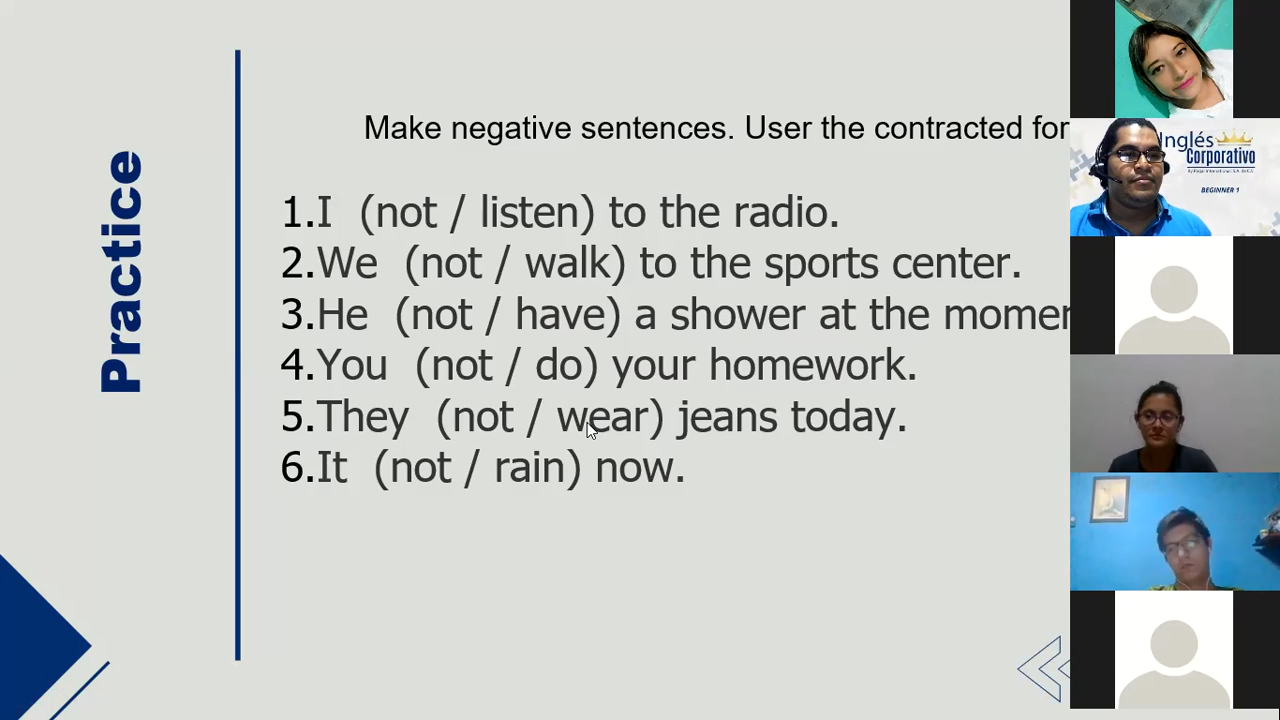 Practice
Make negative sentences. User the contracted for
1.I (not / listen) to the radio.
2.We (not / walk) to the sports center.
3.He (not / have) a shower at the momen
4.You (not / do) your homework.
5.They (not / wear) jeans today.
6.It (not / rain) now.
Inglés
Corporativo
BEGINNER 1